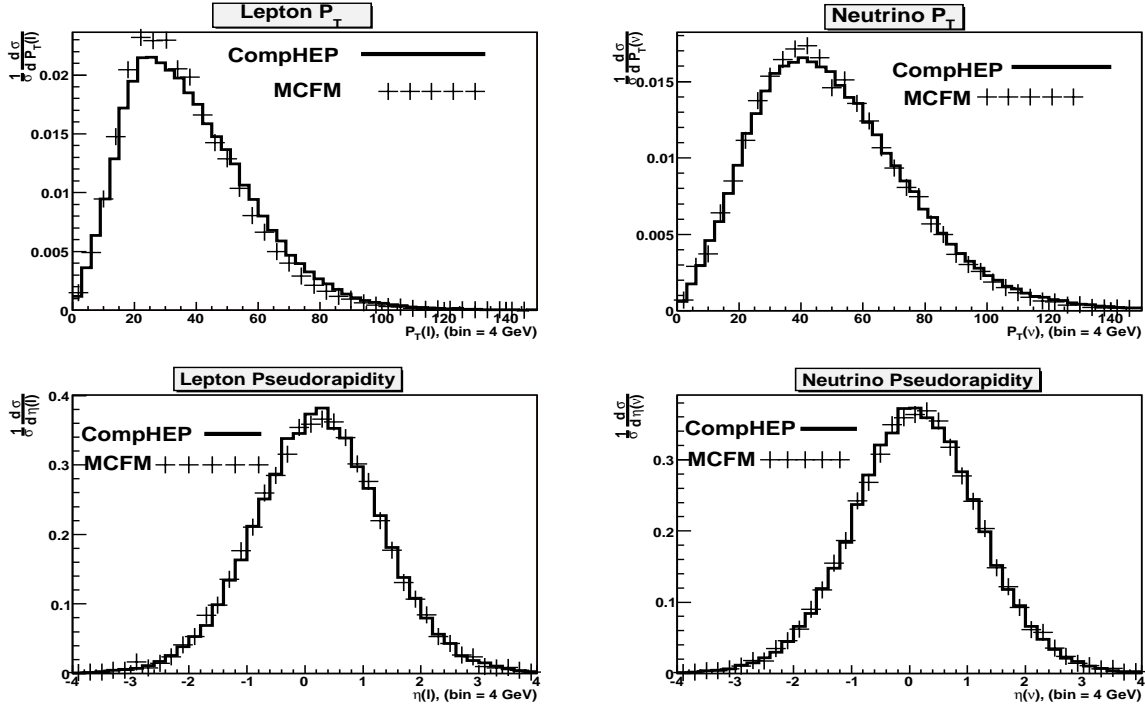 Lepton P_T
1/σ dσ/d P_T(l)
CompHEP
MCFM
0.02
0.015
0.01
0.005
0
0 20 40 60 80 100 120 140
P_T(l), (bin = 4 GeV)
Neutrino P_T
1/σ dσ/d P_T(ν)
CompHEP
MCFM
0.015
0.01
0.005
0
0 20 40 60 80 100 120 140
P_T(ν), (bin = 4 GeV)
Lepton Pseudorapidity
1/σ dσ/dη(l)
CompHEP
MCFM
0.4
0.3
0.2
0.1
0
-4 -3 -2 -1 0 1 2 3 4
η(l), (bin = 4 GeV)
Neutrino Pseudorapidity
1/σ dσ/dη(ν)
CompHEP
MCFM
0.3
0.2
0.1
0
-4 -3 -2 -1 0 1 2 3 4
η(ν), (bin = 4 GeV)